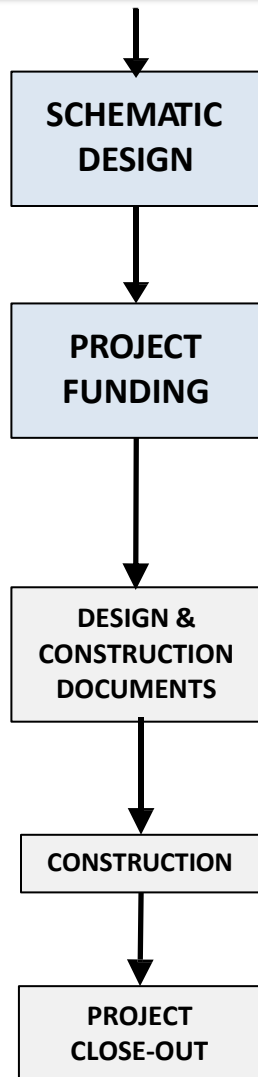 SCHEMATIC
DESIGN
PROJECT
FUNDING
DESIGN &
CONSTRUCTION
DOCUMENTS
CONSTRUCTION
PROJECT
CLOSE-OUT